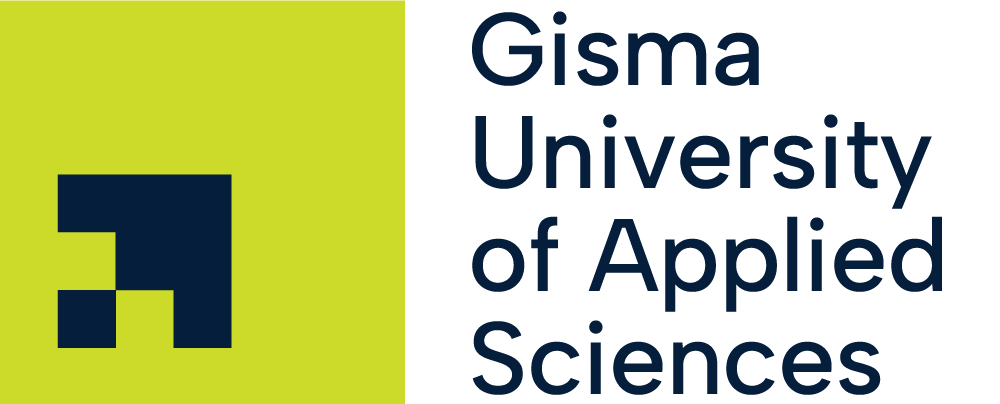 Gisma
University
of Applied
Sciences